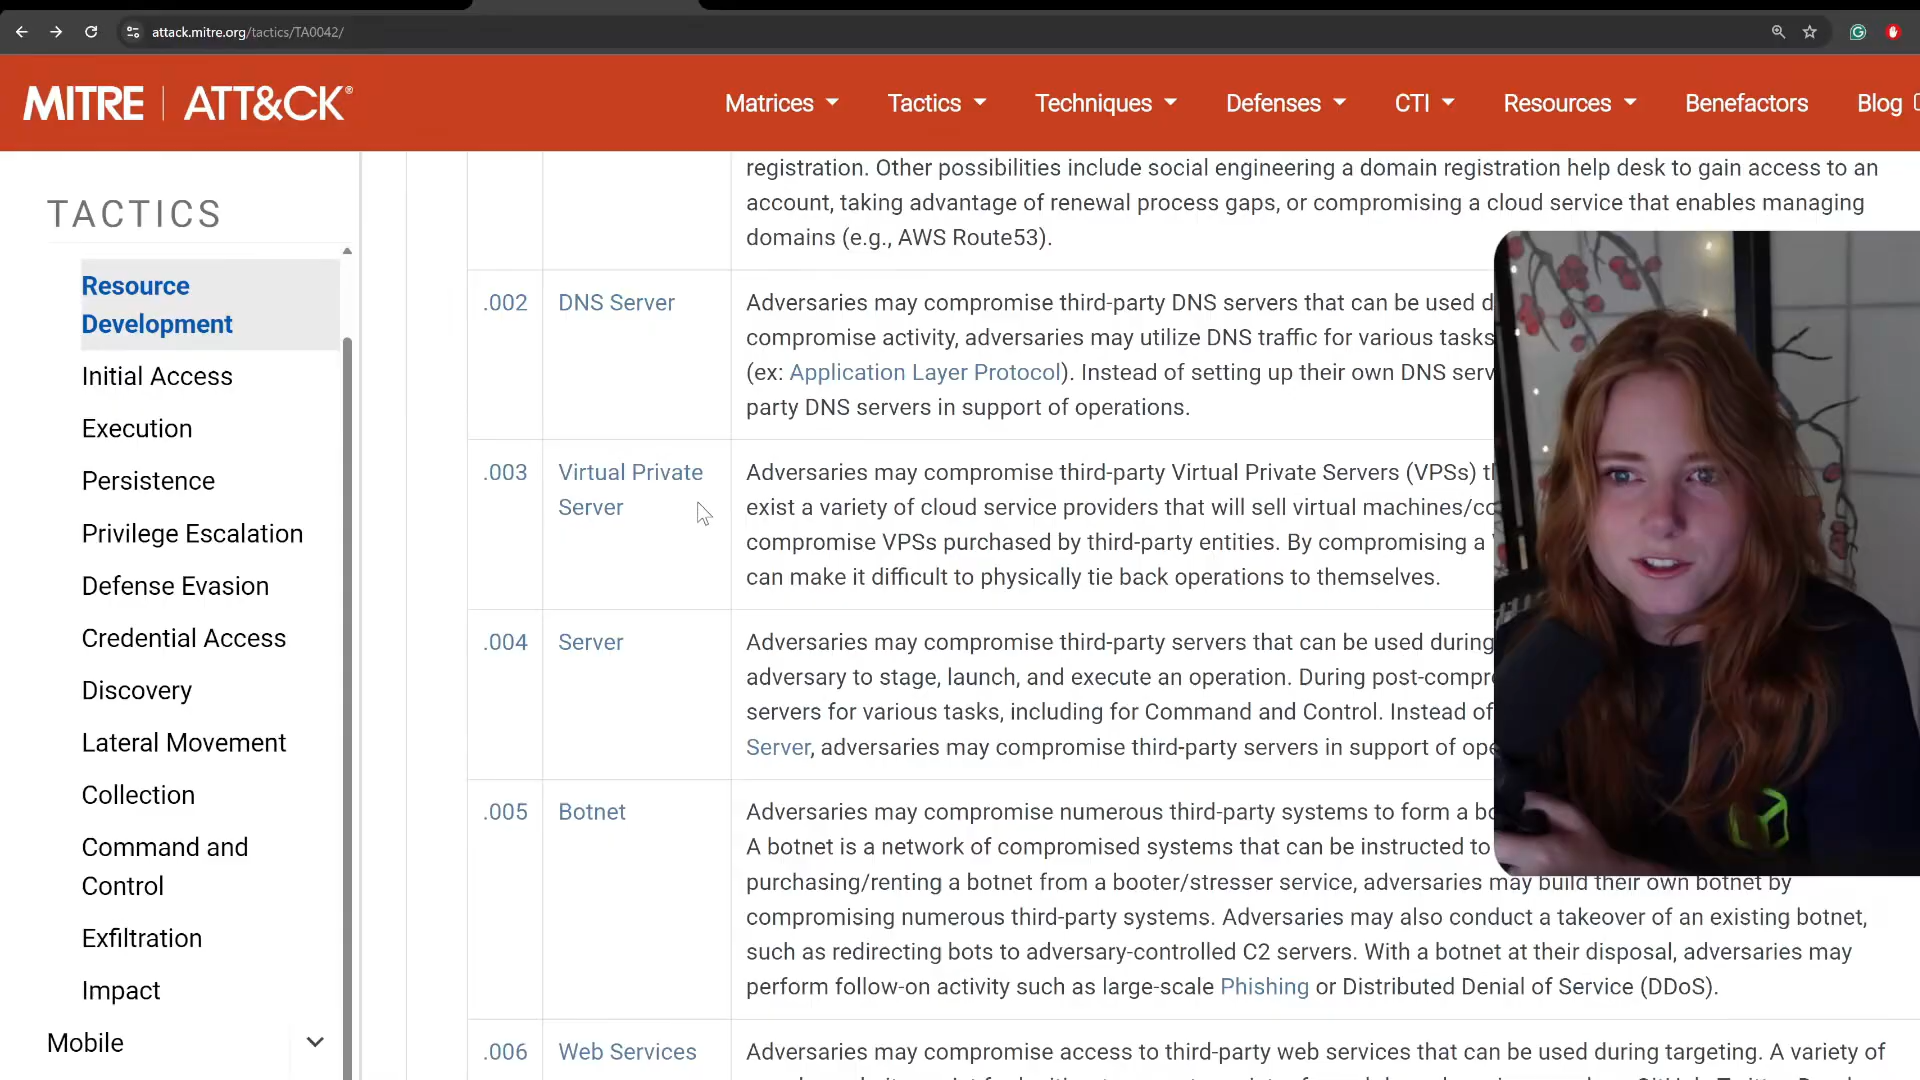 attack.mitre.org/tactics/TA0042/
MITRE | ATT&CK®
Matrices
Tactics
Techniques
Defenses
CTI
Resources
Benefactors
Blog
TACTICS
Resource
Development
Initial Access
Execution
Persistence
Privilege Escalation
Defense Evasion
Credential Access
Discovery
Lateral Movement
Collection
Command and
Control
Exfiltration
Impact
Mobile
registration. Other possibilities include social engineering a domain registration help desk to gain access to an
account, taking advantage of renewal process gaps, or compromising a cloud service that enables managing
domains (e.g., AWS Route53).
.002 DNS Server
Adversaries may compromise third-party DNS servers that can be used
compromise activity, adversaries may utilize DNS traffic for various tasks
(ex: Application Layer Protocol). Instead of setting up their own DNS
party DNS servers in support of operations.
.003 Virtual Private
Server
Adversaries may compromise third-party Virtual Private Servers (VPSs)
exist a variety of cloud service providers that will sell virtual
compromise VPSs purchased by third-party entities. By compromising a
can make it difficult to physically tie back operations to themselves.
.004 Server
Adversaries may compromise third-party servers that can be used during
adversary to stage, launch, and execute an operation. During
servers for various tasks, including for Command and Control. Instead of
Server, adversaries may compromise third-party servers in support of
.005 Botnet
Adversaries may compromise numerous third-party systems to form a
A botnet is a network of compromised systems that can be instructed to
purchasing/renting a botnet from a booter/stresser service, adversaries may build their own botnet by
compromising numerous third-party systems. Adversaries may also conduct a takeover of an existing botnet,
such as redirecting bots to adversary-controlled C2 servers. With a botnet at their disposal, adversaries may
perform follow-on activity such as large-scale Phishing or Distributed Denial of Service (DDoS).
.006 Web Services
Adversaries may compromise access to third-party web services that can be used during targeting. A variety of